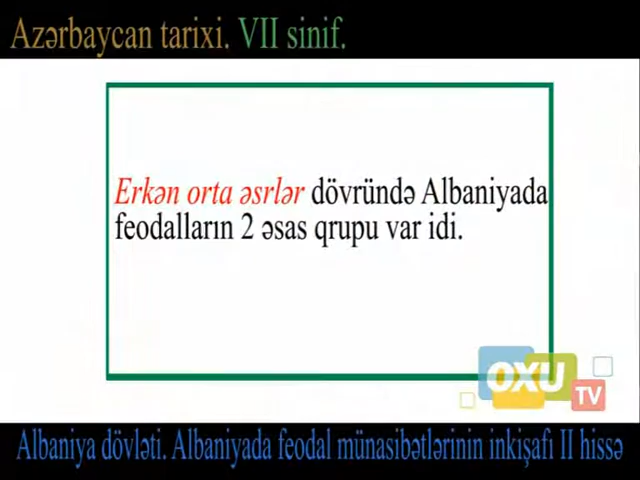 Azərbaycan tarixi. VII sinif.
Erkən orta əsrlər dövründə Albaniyada
feodalların 2 əsas qrupu var idi.
OXU
TV
Albaniya dövləti. Albaniyada feodal münasibətlərinin inkişafı II hissə